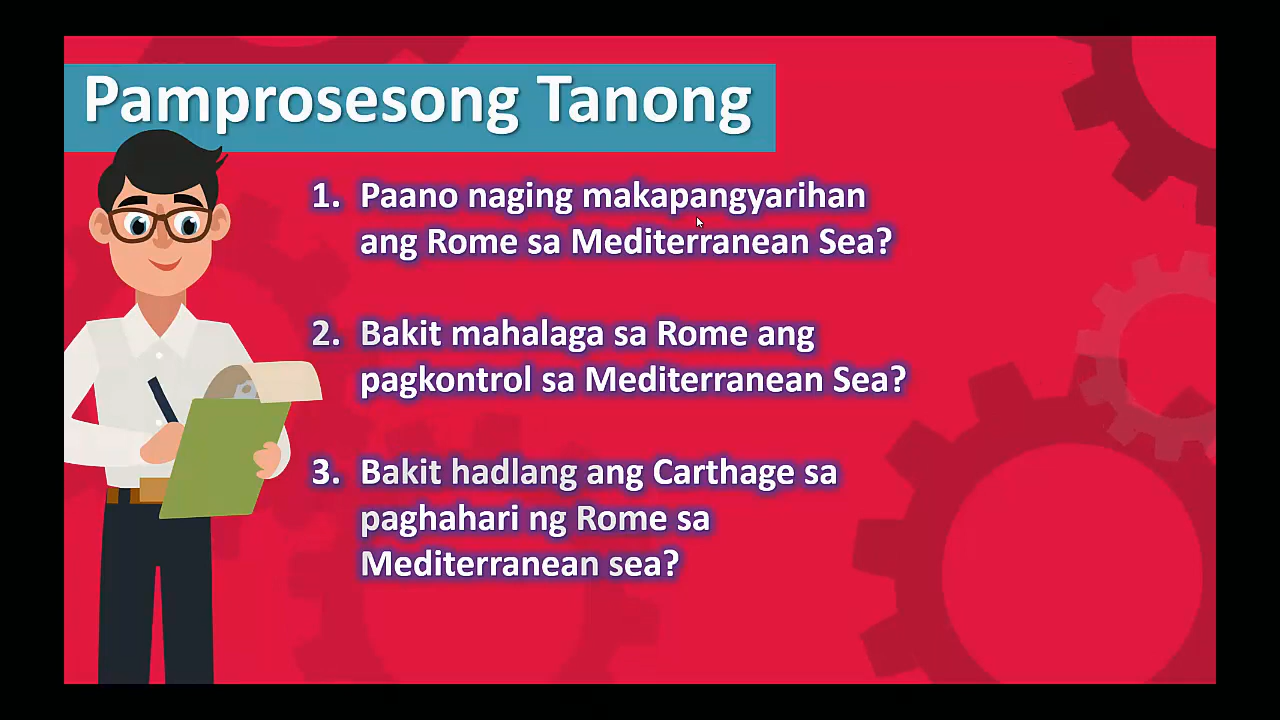 Pamprosesong Tanong
1. Paano naging makapangyarihan
ang Rome sa Mediterranean Sea?
2. Bakit mahalaga sa Rome ang
pagkontrol sa Mediterranean Sea?
3. Bakit hadlang ang Carthage sa
paghahari ng Rome sa
Mediterranean sea?